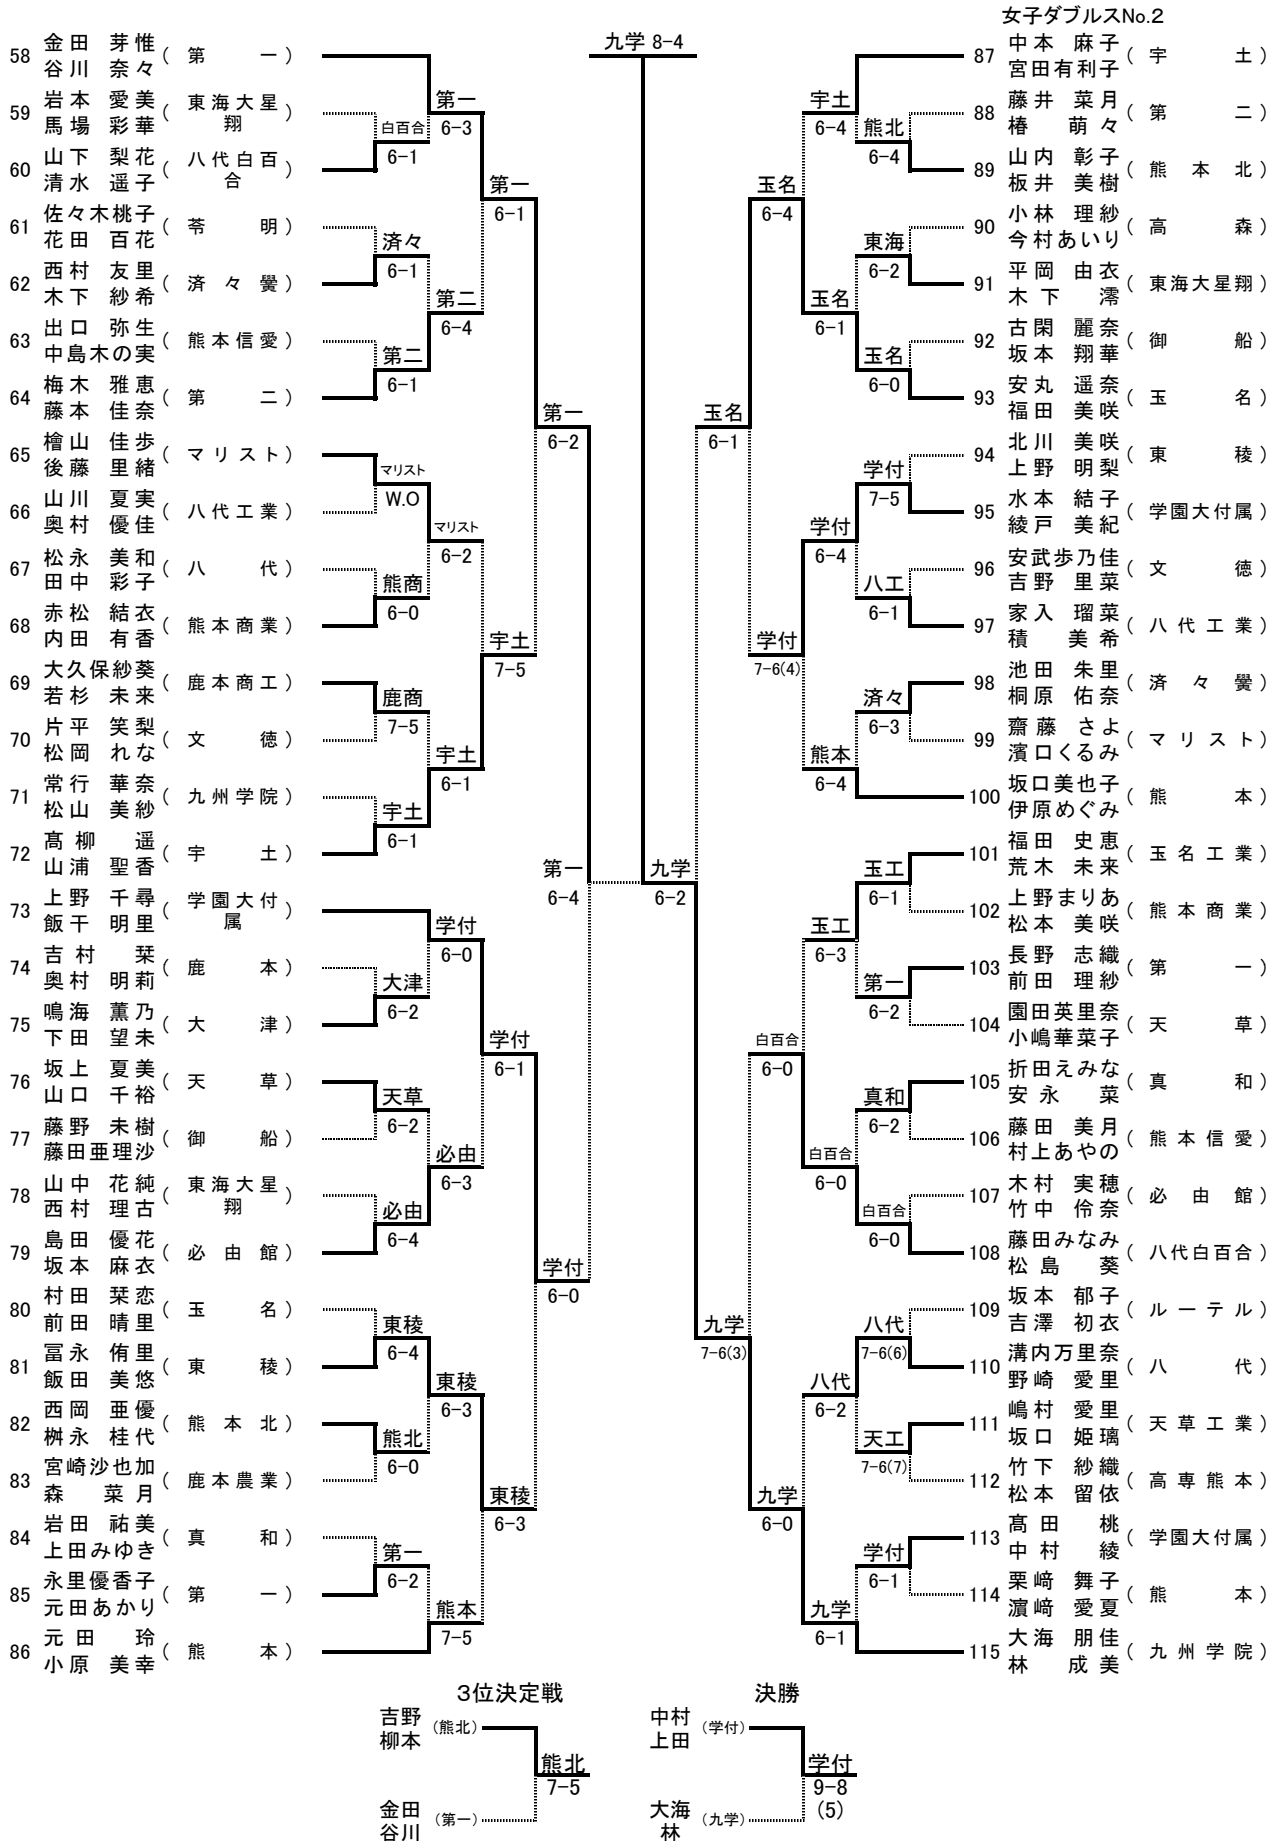 女子ダブルスNo.2
九学 8-4
58 金田 芽惟 谷川 奈々 ( 第 一 )
59 岩本 愛美 馬場 彩華 ( 東海大星翔 )
60 山下 梨花 清水 遥子 ( 八代白百合 )
61 佐々木桃子 花田 百花 ( 苓 明 )
62 西村 友里 木下 紗希 ( 済々黌 )
63 出口 弥生 中島木の実 ( 熊本信愛 )
64 梅木 雅恵 藤本 佳奈 ( 第 二 )
65 檜山 佳歩 後藤 里緒 ( マリスト )
66 山川 夏実 奥村 優佳 ( 八代工業 )
67 松永 美和 田中 彩子 ( 八 代 )
68 赤松 結衣 内田 有香 ( 熊本商業 )
69 大久保紗葵 若杉 未来 ( 鹿本商工 )
70 片平 笑梨 松岡 れな ( 文 徳 )
71 常行 華奈 松山 美紗 ( 九州学院 )
72 髙柳 遥 山浦 聖香 ( 宇 土 )
73 上野 千尋 飯干 明里 ( 学園大付属 )
74 吉村 栞 奥村 明莉 ( 鹿 本 )
75 鳴海 薫乃 下田 望未 ( 大 津 )
76 坂上 夏美 山口 千裕 ( 天 草 )
77 藤野 未樹 藤田亜理沙 ( 御 船 )
78 山中 花純 西村 理古 ( 東海大星翔 )
79 島田 優花 坂本 麻衣 ( 必由館 )
80 村田 栞恋 前田 晴里 ( 玉 名 )
81 冨永 侑里 飯田 美悠 ( 東 稜 )
82 西岡 亜優 桝永 桂代 ( 熊本北 )
83 宮崎沙也加 森 菜月 ( 鹿本農業 )
84 岩田 祐美 上田みゆき ( 真 和 )
85 永里優香子 元田あかり ( 第 一 )
86 元田 玲 小原 美幸 ( 熊 本 )
白百合 6-1
済々 6-1
第二 6-1
マリスト W.O
熊商 6-0
鹿商 7-5
宇土 6-1
大津 6-2
天草 6-2
必由 6-4
東稜 6-4
熊北 6-0
第一 6-2
第一 6-3
第二 6-4
マリスト 6-2
宇土 6-1
学付 6-0
必由 6-3
東稜 6-3
熊本 7-5
第一 6-1
宇土 7-5
学付 6-1
東稜 6-3
第一 6-2
学付 6-0
第一 6-4
九学 6-2
玉名 6-1
九学 7-6(3)
玉名 6-4
学付 7-6(4)
白百合 6-0
九学 6-0
宇土 6-4
玉名 6-1
学付 6-4
熊本 6-4
玉工 6-3
白百合 6-0
八代 6-2
九学 6-1
熊北 6-4
東海 6-2
玉名 6-0
学付 7-5
八工 6-1
済々 6-3
玉工 6-1
第一 6-2
真和 6-2
白百合 6-0
八代 7-6(6)
天工 7-6(7)
学付 6-1
87 中本 麻子 宮田有利子 ( 宇 土 )
88 藤井 菜月 椿 萌々 ( 第 二 )
89 山内 彰子 板井 美樹 ( 熊本北 )
90 小林 理紗 今村あいり ( 高 森 )
91 平岡 由衣 木下 澪 ( 東海大星翔 )
92 古閑 麗奈 坂本 翔華 ( 御 船 )
93 安丸 遥奈 福田 美咲 ( 玉 名 )
94 北川 美咲 上野 明梨 ( 東 稜 )
95 水本 結子 綾戸 美紀 ( 学園大付属 )
96 安武歩乃佳 吉野 里菜 ( 文 徳 )
97 家入 瑠菜 積 美希 ( 八代工業 )
98 池田 朱里 桐原 佑奈 ( 済々黌 )
99 齋藤 さよ 濱口くるみ ( マリスト )
100 坂口美也子 伊原めぐみ ( 熊 本 )
101 福田 史恵 荒木 未来 ( 玉名工業 )
102 上野まりあ 松本 美咲 ( 熊本商業 )
103 長野 志織 前田 理紗 ( 第 一 )
104 園田英里奈 小嶋華菜子 ( 天 草 )
105 折田えみな 安永 菜 ( 真 和 )
106 藤田 美月 村上あやの ( 熊本信愛 )
107 木村 実穂 竹中 伶奈 ( 必由館 )
108 藤田みなみ 松島 葵 ( 八代白百合 )
109 坂本 郁子 吉澤 初衣 ( ルーテル )
110 溝内万里奈 野崎 愛里 ( 八 代 )
111 嶋村 愛里 坂口 姫璃 ( 天草工業 )
112 竹下 紗織 松本 留依 ( 高専熊本 )
113 髙田 桃 中村 綾 ( 学園大付属 )
114 栗﨑 舞子 濵﨑 愛夏 ( 熊 本 )
115 大海 朋佳 林 成美 ( 九州学院 )
3位決定戦
吉野 柳本 (熊北)
熊北 7-5
金田 谷川 (第一)
決勝
中村 上田 (学付)
学付 9-8 (5)
大海 林 (九学)